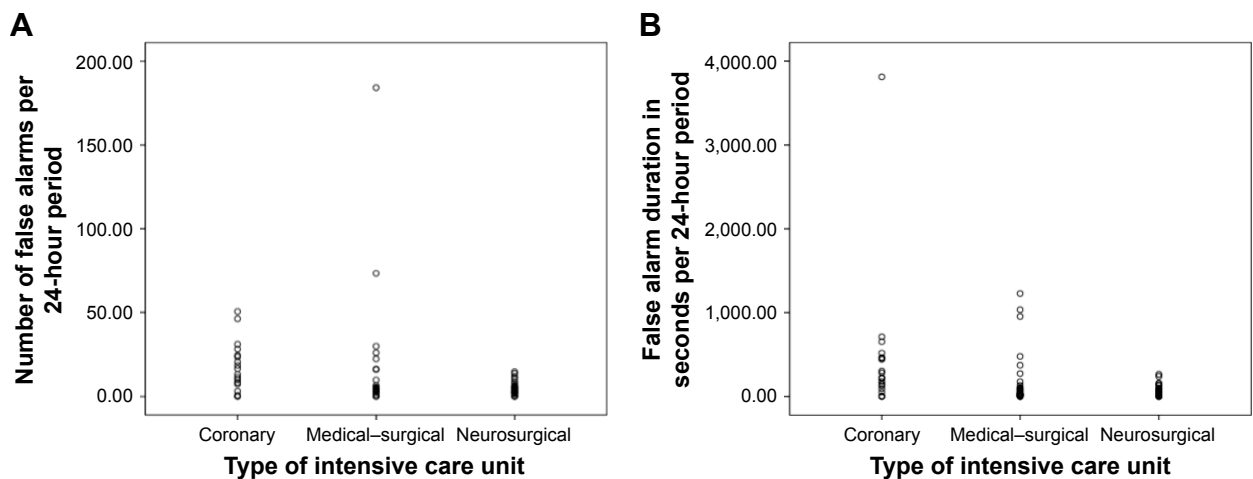 A
Number of false alarms per
24-hour period
200.00
150.00
100.00
50.00
0.00
Coronary Medical–surgical Neurosurgical
Type of intensive care unit
B
False alarm duration in
seconds per 24-hour period
4,000.00
3,000.00
2,000.00
1,000.00
0.00
Coronary Medical–surgical Neurosurgical
Type of intensive care unit